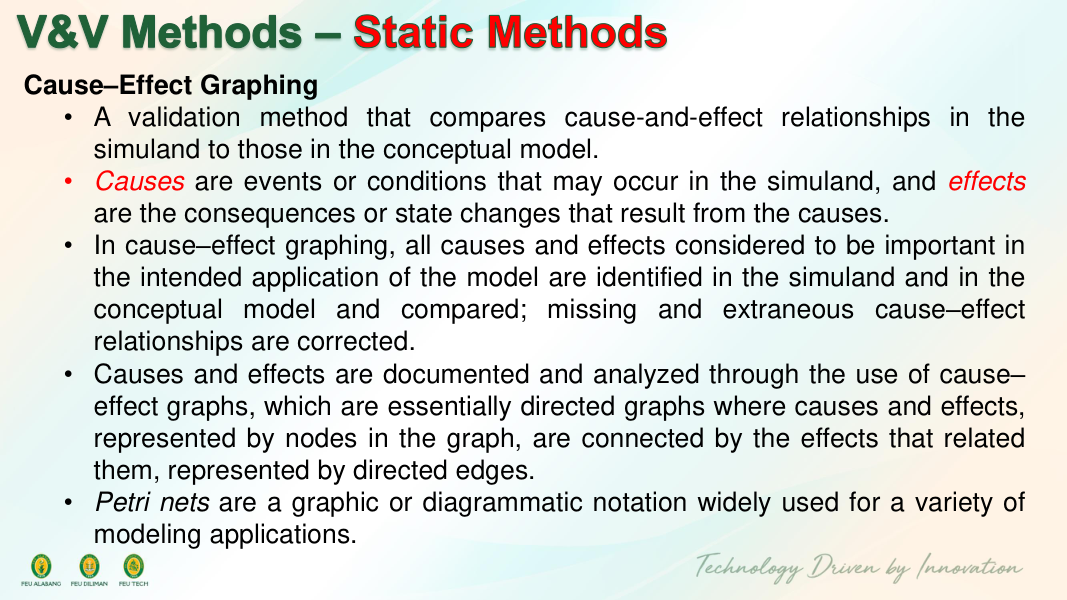 V&V Methods – Static Methods
Cause–Effect Graphing
• A validation method that compares cause-and-effect relationships in the
simuland to those in the conceptual model.
• Causes are events or conditions that may occur in the simuland, and effects
are the consequences or state changes that result from the causes.
• In cause–effect graphing, all causes and effects considered to be important in
the intended application of the model are identified in the simuland and in the
conceptual model and compared; missing and extraneous cause–effect
relationships are corrected.
• Causes and effects are documented and analyzed through the use of cause–
effect graphs, which are essentially directed graphs where causes and effects,
represented by nodes in the graph, are connected by the effects that related
them, represented by directed edges.
• Petri nets are a graphic or diagrammatic notation widely used for a variety of
modeling applications.
FEU ALABANG FEU DILIMAN FEU TECH
Technology Driven by Innovation